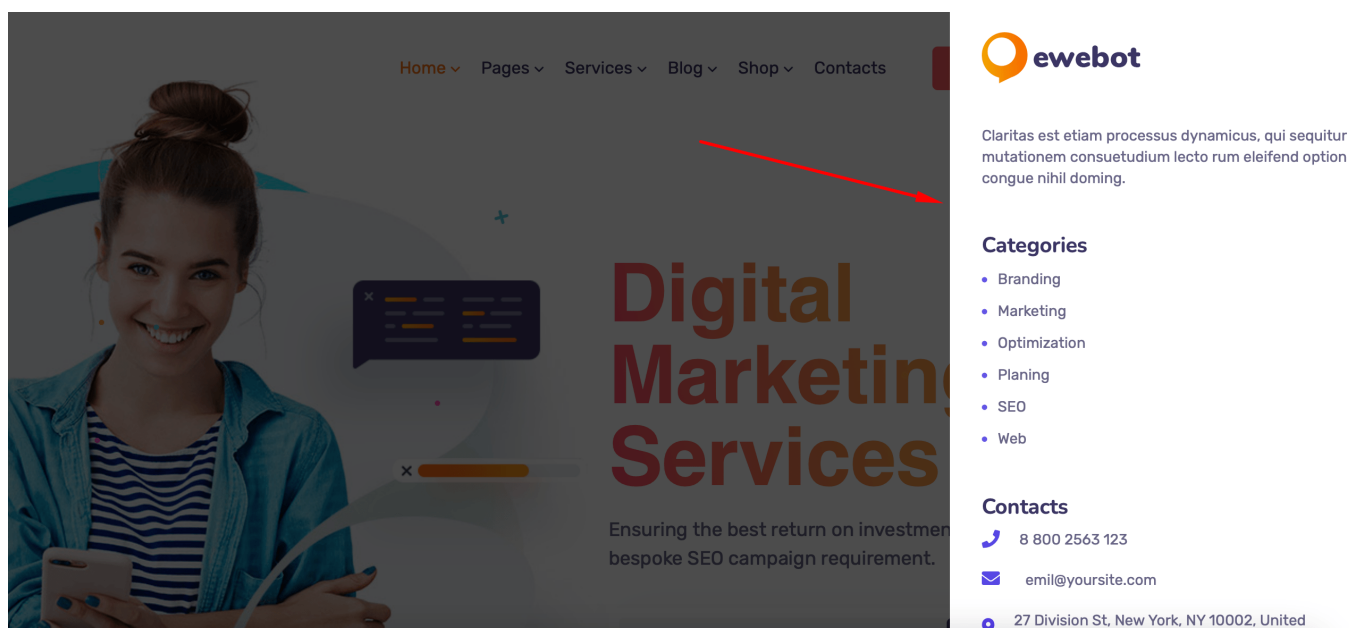 Home Pages Services Blog Shop Contacts
Digital
Marketing
Services
Ensuring the best return on investmen
bespoke SEO campaign requirement.
ewebot
Claritas est etiam processus dynamicus, qui sequitur
mutationem consuetudium lecto rum eleifend option
congue nihil doming.
Categories
Branding
Marketing
Optimization
Planing
SEO
Web
Contacts
8 800 2563 123
emil@yoursite.com
27 Division St, New York, NY 10002, United